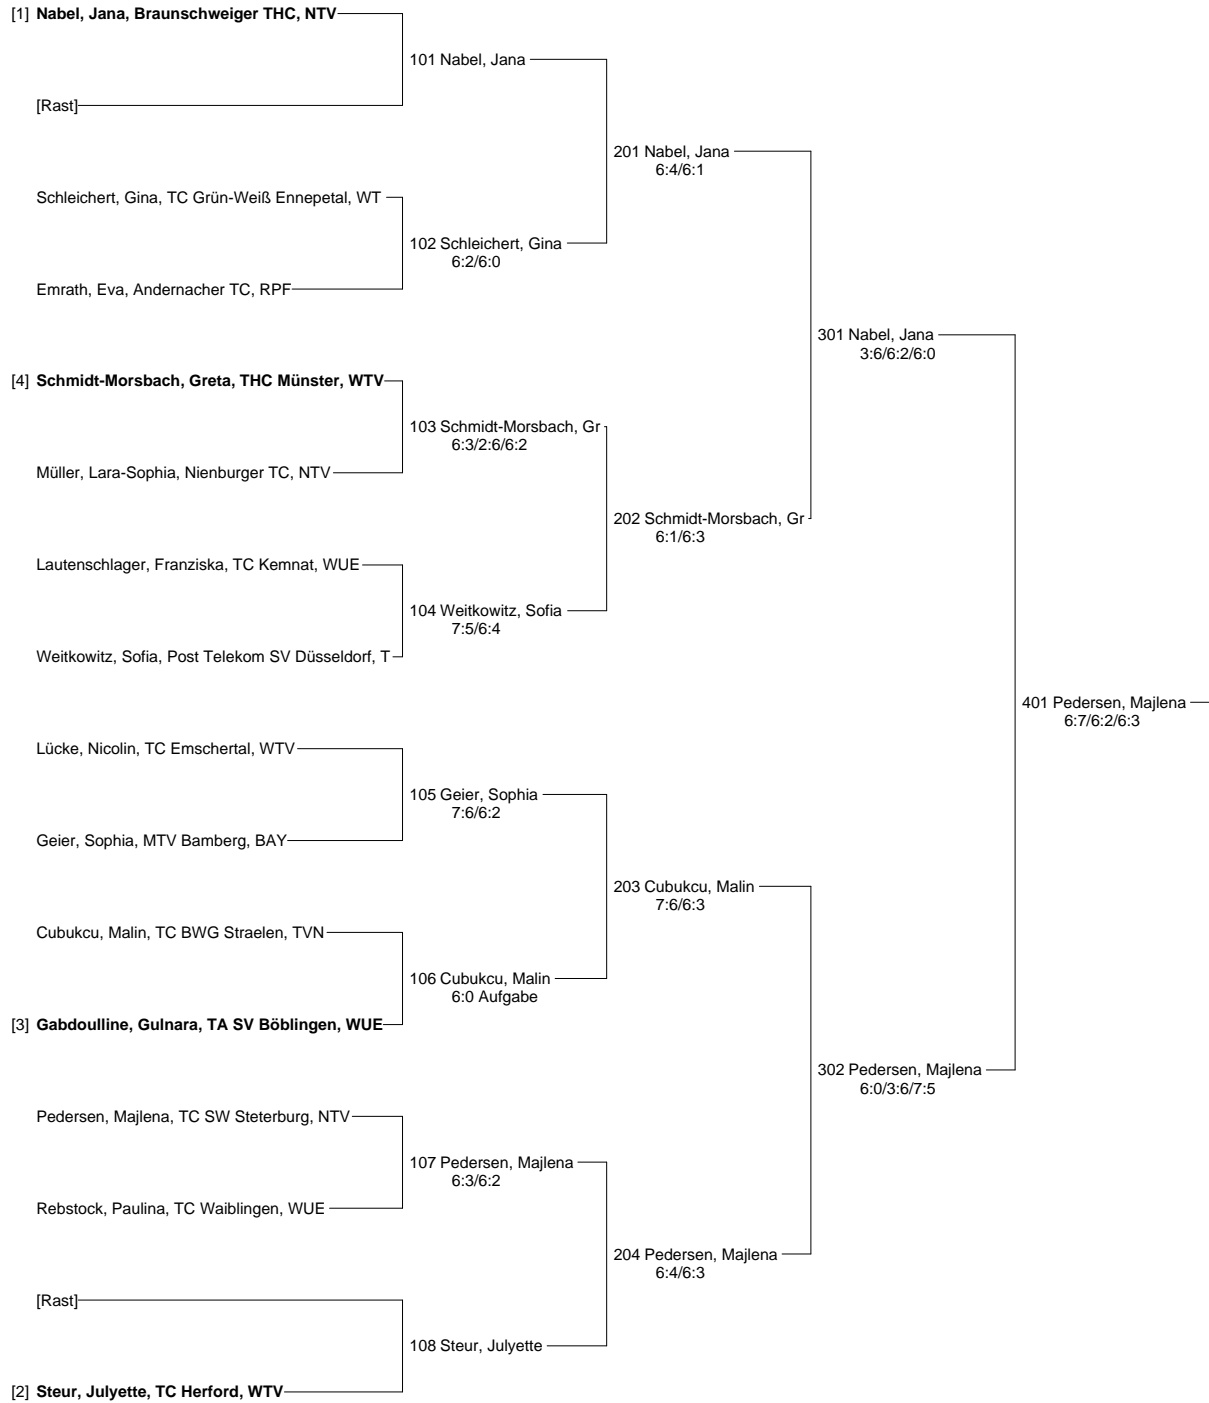 [1] Nabel, Jana, Braunschweiger THC, NTV
101 Nabel, Jana
[Rast]
201 Nabel, Jana
6:4/6:1
Schleichert, Gina, TC Grün-Weiß Ennepetal, WT
102 Schleichert, Gina
6:2/6:0
Emrath, Eva, Andernacher TC, RPF
301 Nabel, Jana
3:6/6:2/6:0
[4] Schmidt-Morsbach, Greta, THC Münster, WTV
103 Schmidt-Morsbach, Gr
6:3/2:6/6:2
Müller, Lara-Sophia, Nienburger TC, NTV
202 Schmidt-Morsbach, Gr
6:1/6:3
Lautenschlager, Franziska, TC Kemnat, WUE
104 Weitkowitz, Sofia
7:5/6:4
Weitkowitz, Sofia, Post Telekom SV Düsseldorf, T
401 Pedersen, Majlena
6:7/6:2/6:3
Lücke, Nicolin, TC Emschertal, WTV
105 Geier, Sophia
7:6/6:2
Geier, Sophia, MTV Bamberg, BAY
203 Cubukcu, Malin
7:6/6:3
Cubukcu, Malin, TC BWG Straelen, TVN
106 Cubukcu, Malin
6:0 Aufgabe
[3] Gabdoulline, Gulnara, TA SV Böblingen, WUE
302 Pedersen, Majlena
6:0/3:6/7:5
Pedersen, Majlena, TC SW Steterburg, NTV
107 Pedersen, Majlena
6:3/6:2
Rebstock, Paulina, TC Waiblingen, WUE
204 Pedersen, Majlena
6:4/6:3
[Rast]
108 Steur, Julyette
[2] Steur, Julyette, TC Herford, WTV